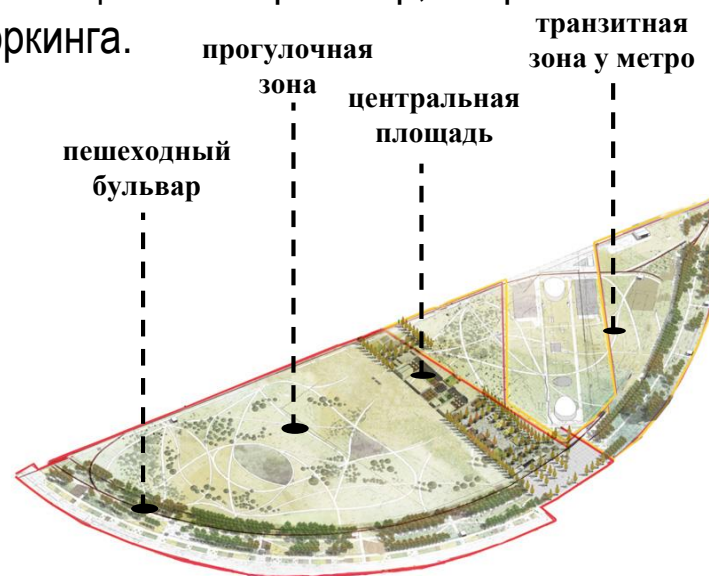 оркинга.
прогулочная
зона
транзитная
зона у метро
центральная
площадь
пешеходный
бульвар